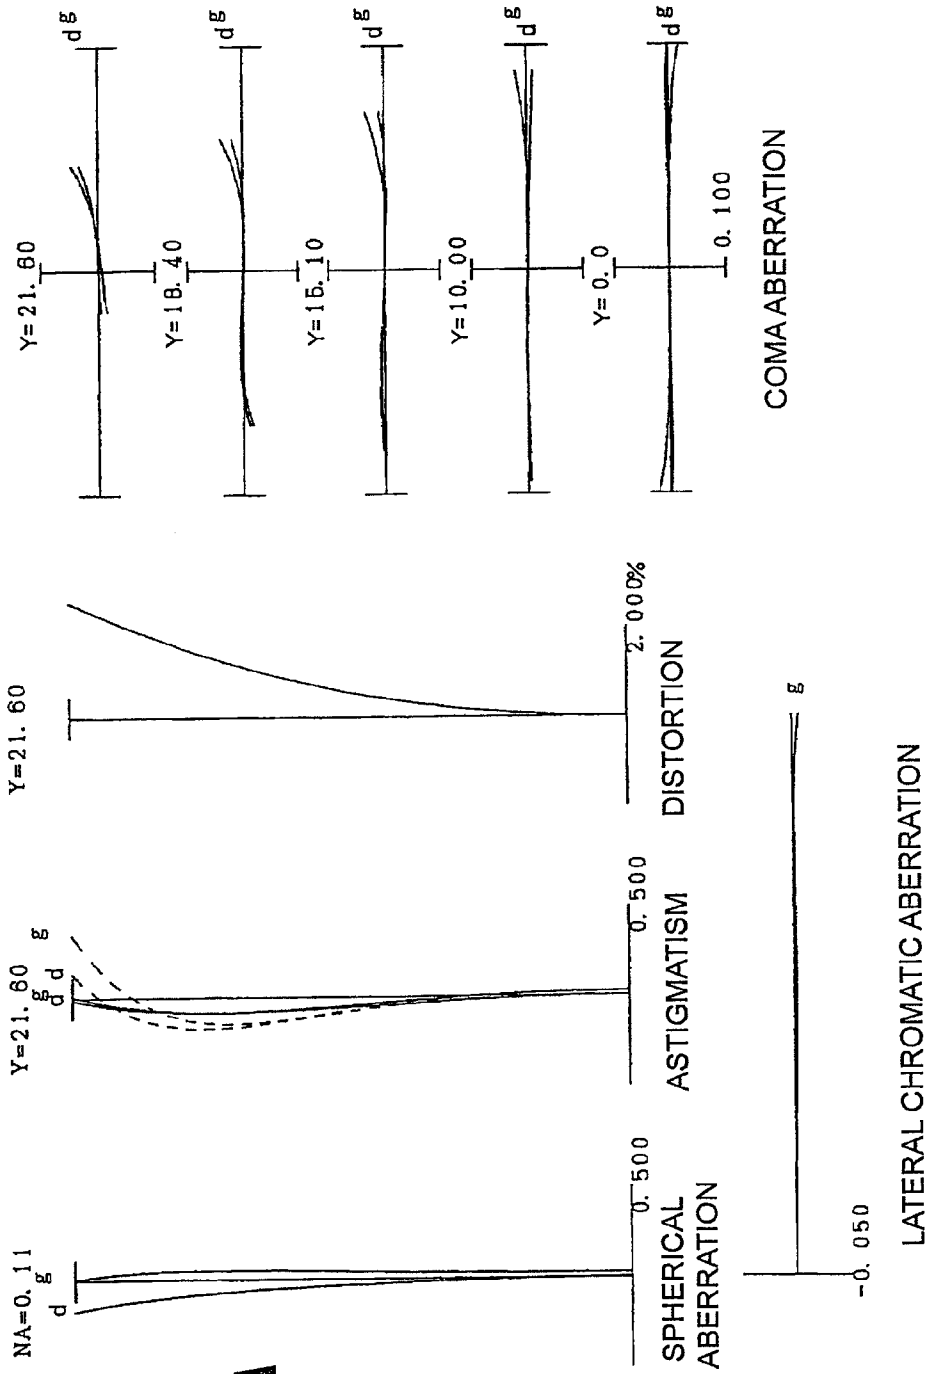 NA=0. 11
d
g
0. 500
SPHERICAL
ABERRATION
Y=21. 60
d
g
d
g
0. 500
ASTIGMATISM
Y=21. 60
2. 000%
DISTORTION
Y=21. 60
d g
Y=18. 40
d g
Y=15. 10
d g
Y=10. 00
d g
Y=0. 0
d g
0. 100
COMA ABERRATION
g
-0. 050
LATERAL CHROMATIC ABERRATION